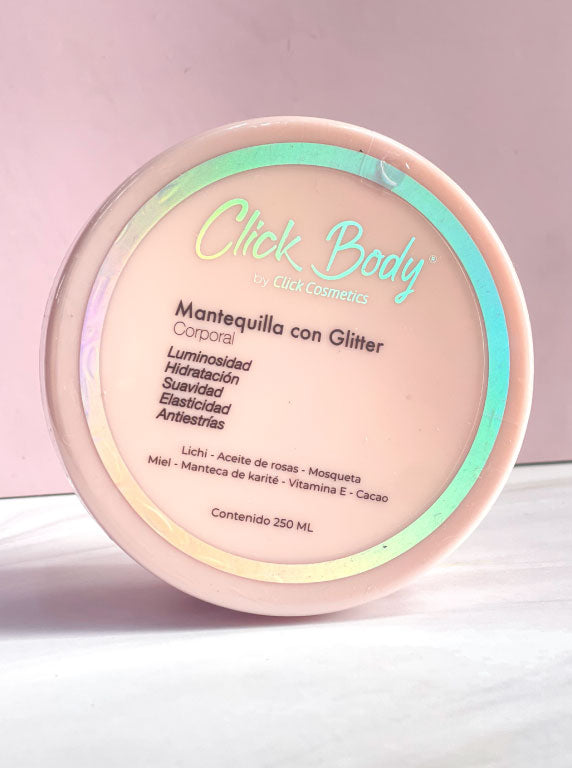 Click Body®
by Click Cosmetics
Mantequilla con Glitter
Corporal
Luminosidad
Hidratación
Suavidad
Elasticidad
Antiestrías
Lichi - Aceite de rosas - Mosqueta
Miel - Manteca de karité - Vitamina E - Cacao
Contenido 250 ML